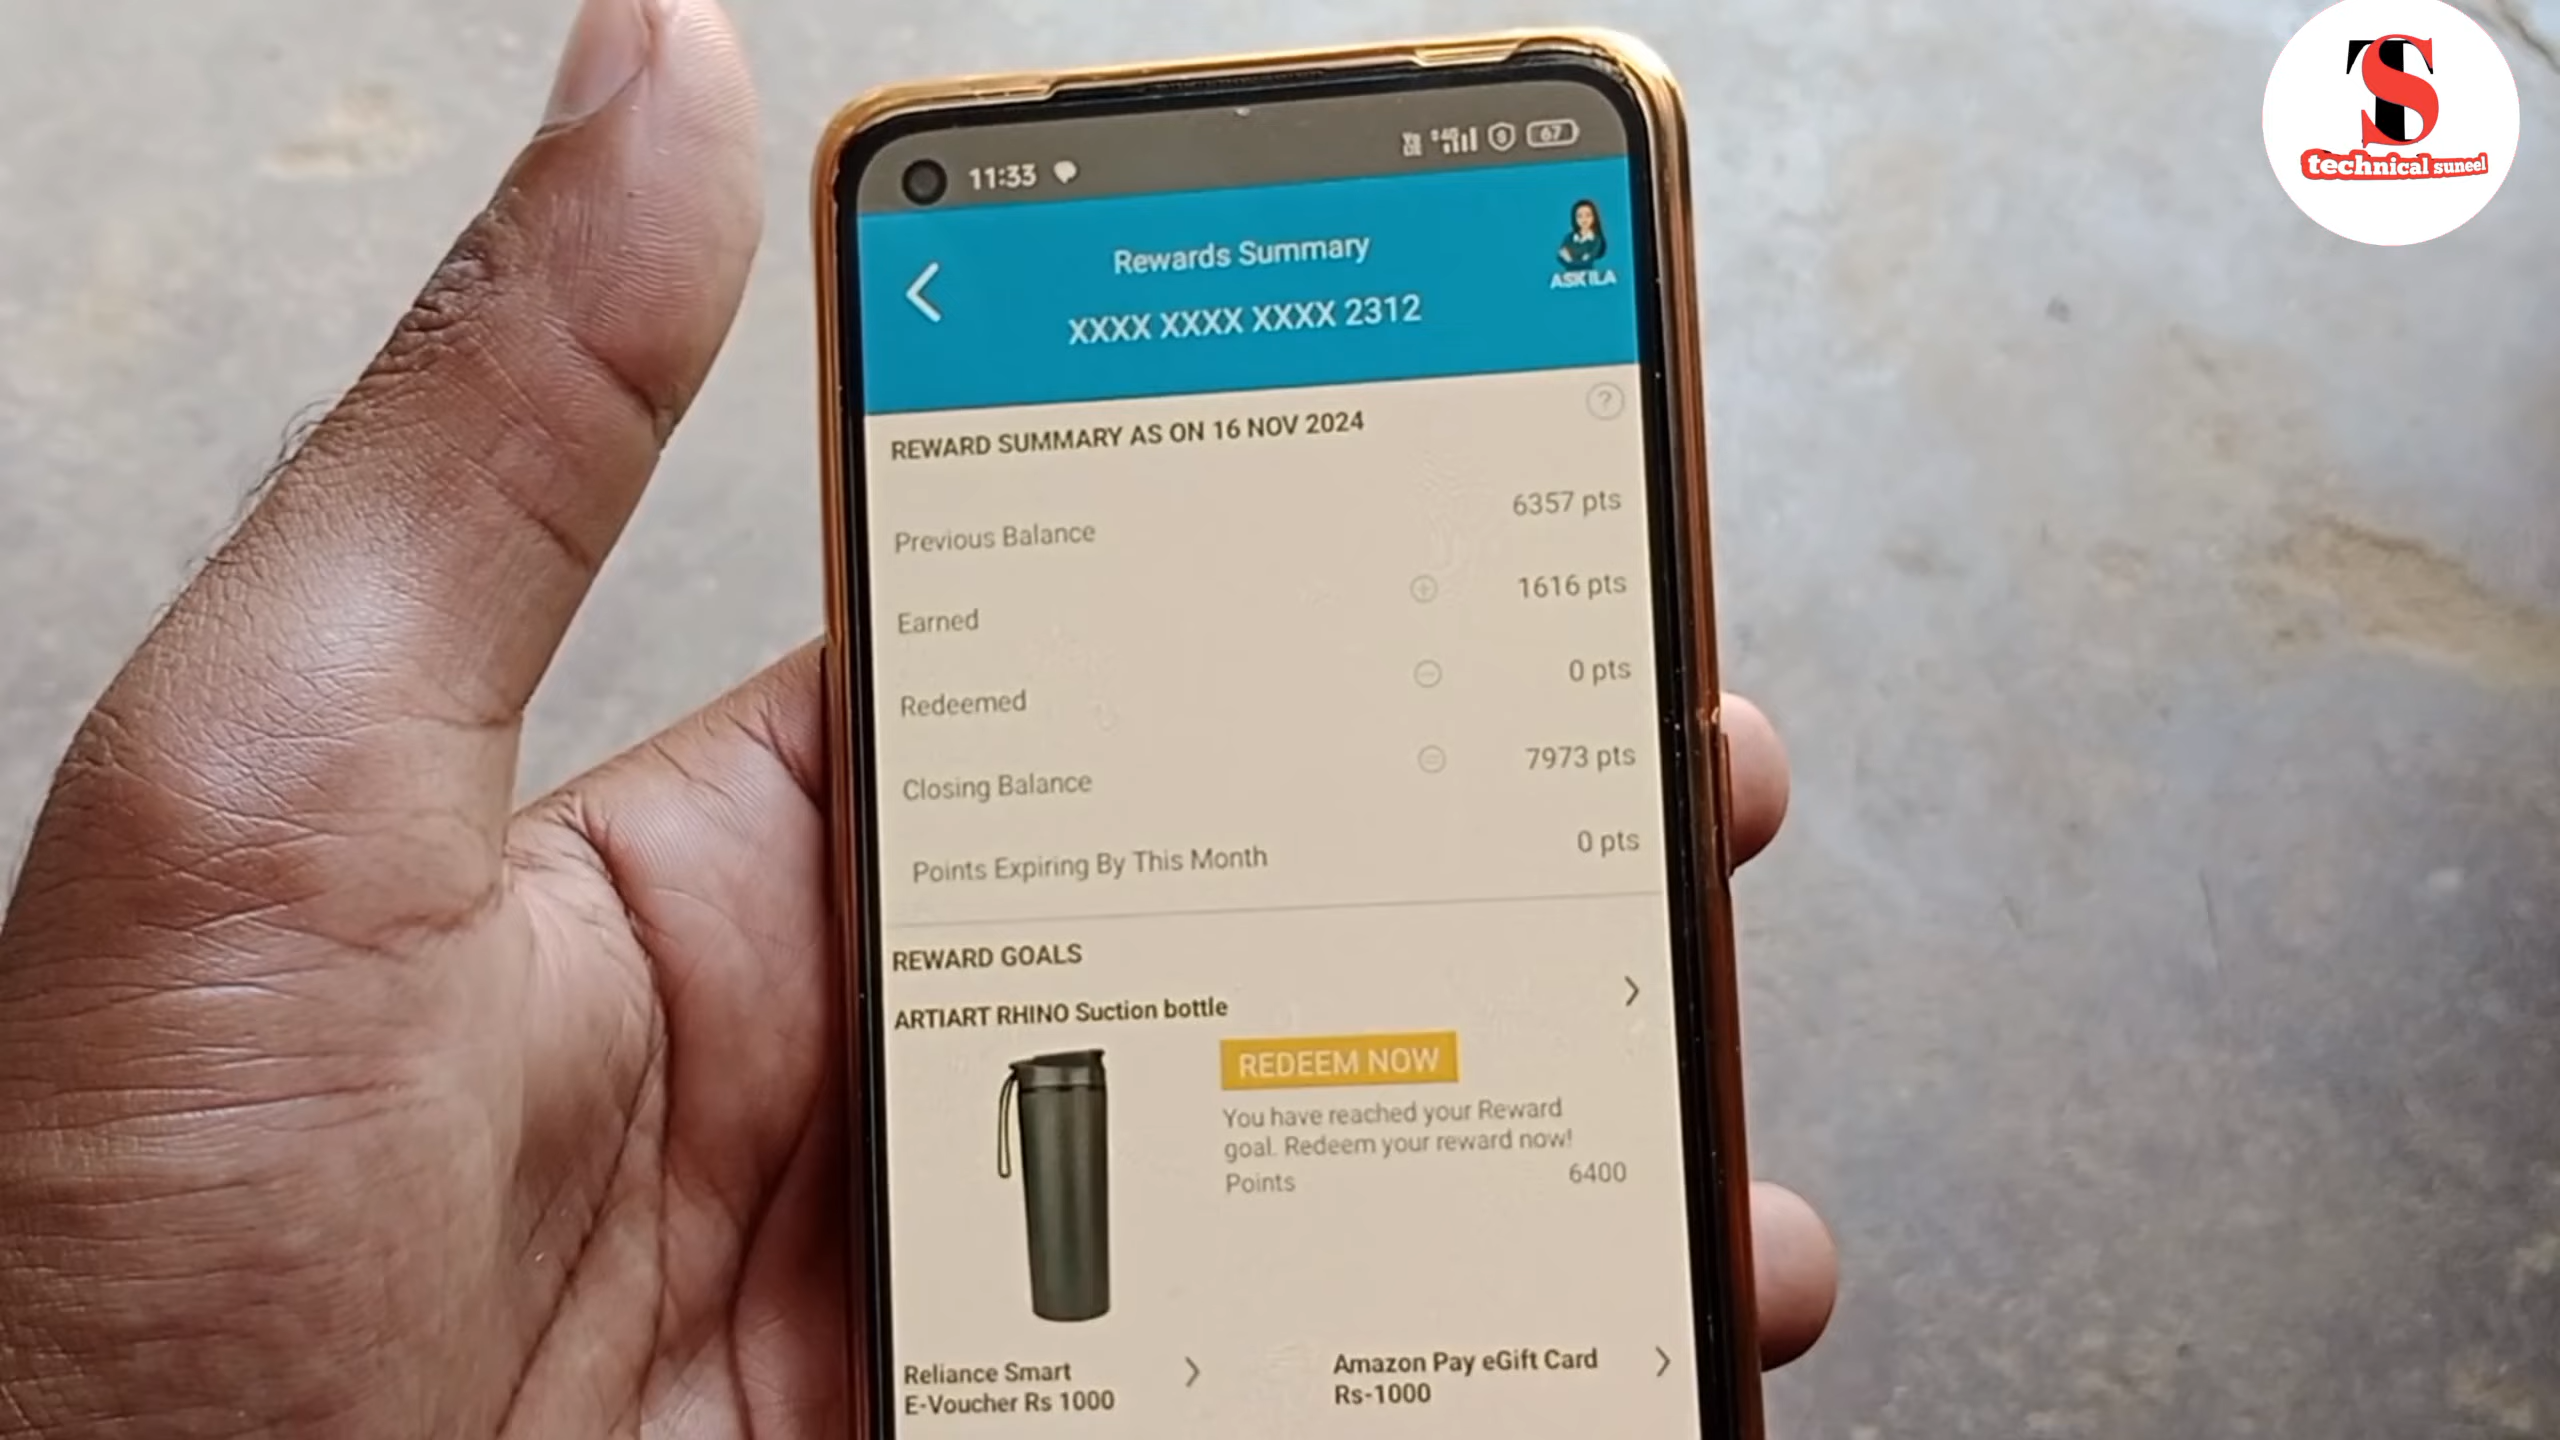 TS
technical suneel
11:33
67
Rewards Summary
ASK ILA
XXXX XXXX XXXX 2312
REWARD SUMMARY AS ON 16 NOV 2024
?
Previous Balance 6357 pts
Earned + 1616 pts
Redeemed - 0 pts
Closing Balance = 7973 pts
Points Expiring By This Month 0 pts
REWARD GOALS
ARTIART RHINO Suction bottle
REDEEM NOW
You have reached your Reward
goal. Redeem your reward now!
Points 6400
Reliance Smart
E-Voucher Rs 1000
Amazon Pay eGift Card
Rs-1000